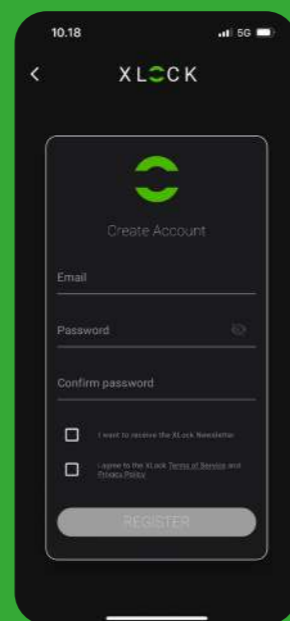 10.18
5G
XLOCK
Create Account
Email
Password
Confirm password
I want to receive the XLock Newsletter
I agree to the XLock Terms of Service and
Privacy Policy
REGISTER